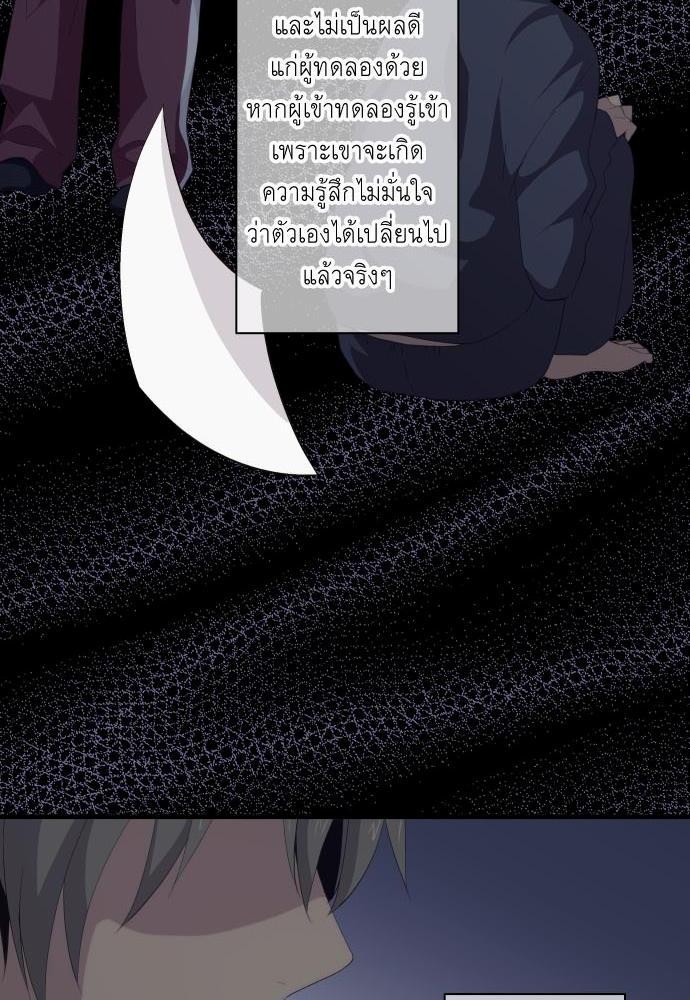 และไม่เป็นผลดี
แก่ผู้ทดลองด้วย
หากผู้เข้าทดลองรู้เข้า
เพราะเขาจะเกิด
ความรู้สึกไม่มั่นใจ
ว่าตัวเองได้เปลี่ยนไป
แล้วจริงๆ